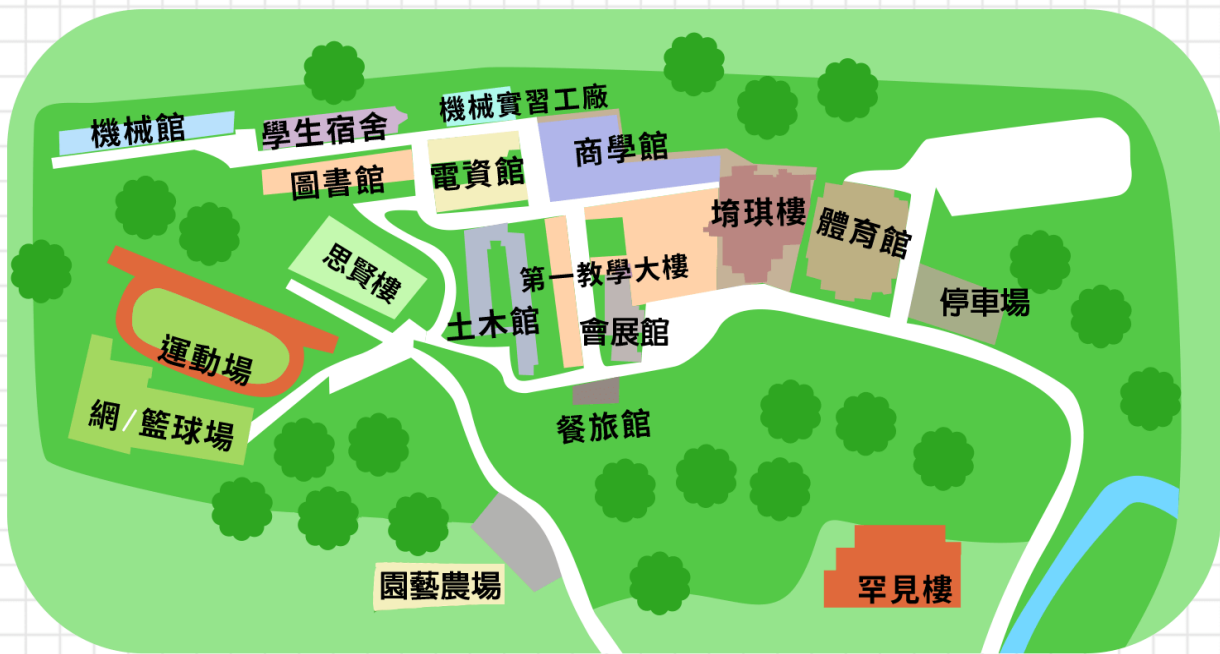 機械實習工廠
機械館
學生宿舍
商學館
圖書館
電資館
堉琪樓
體育館
思賢樓
第一教學大樓
停車場
土木館
會展館
運動場
網/籃球場
餐旅館
園藝農場
罕見樓